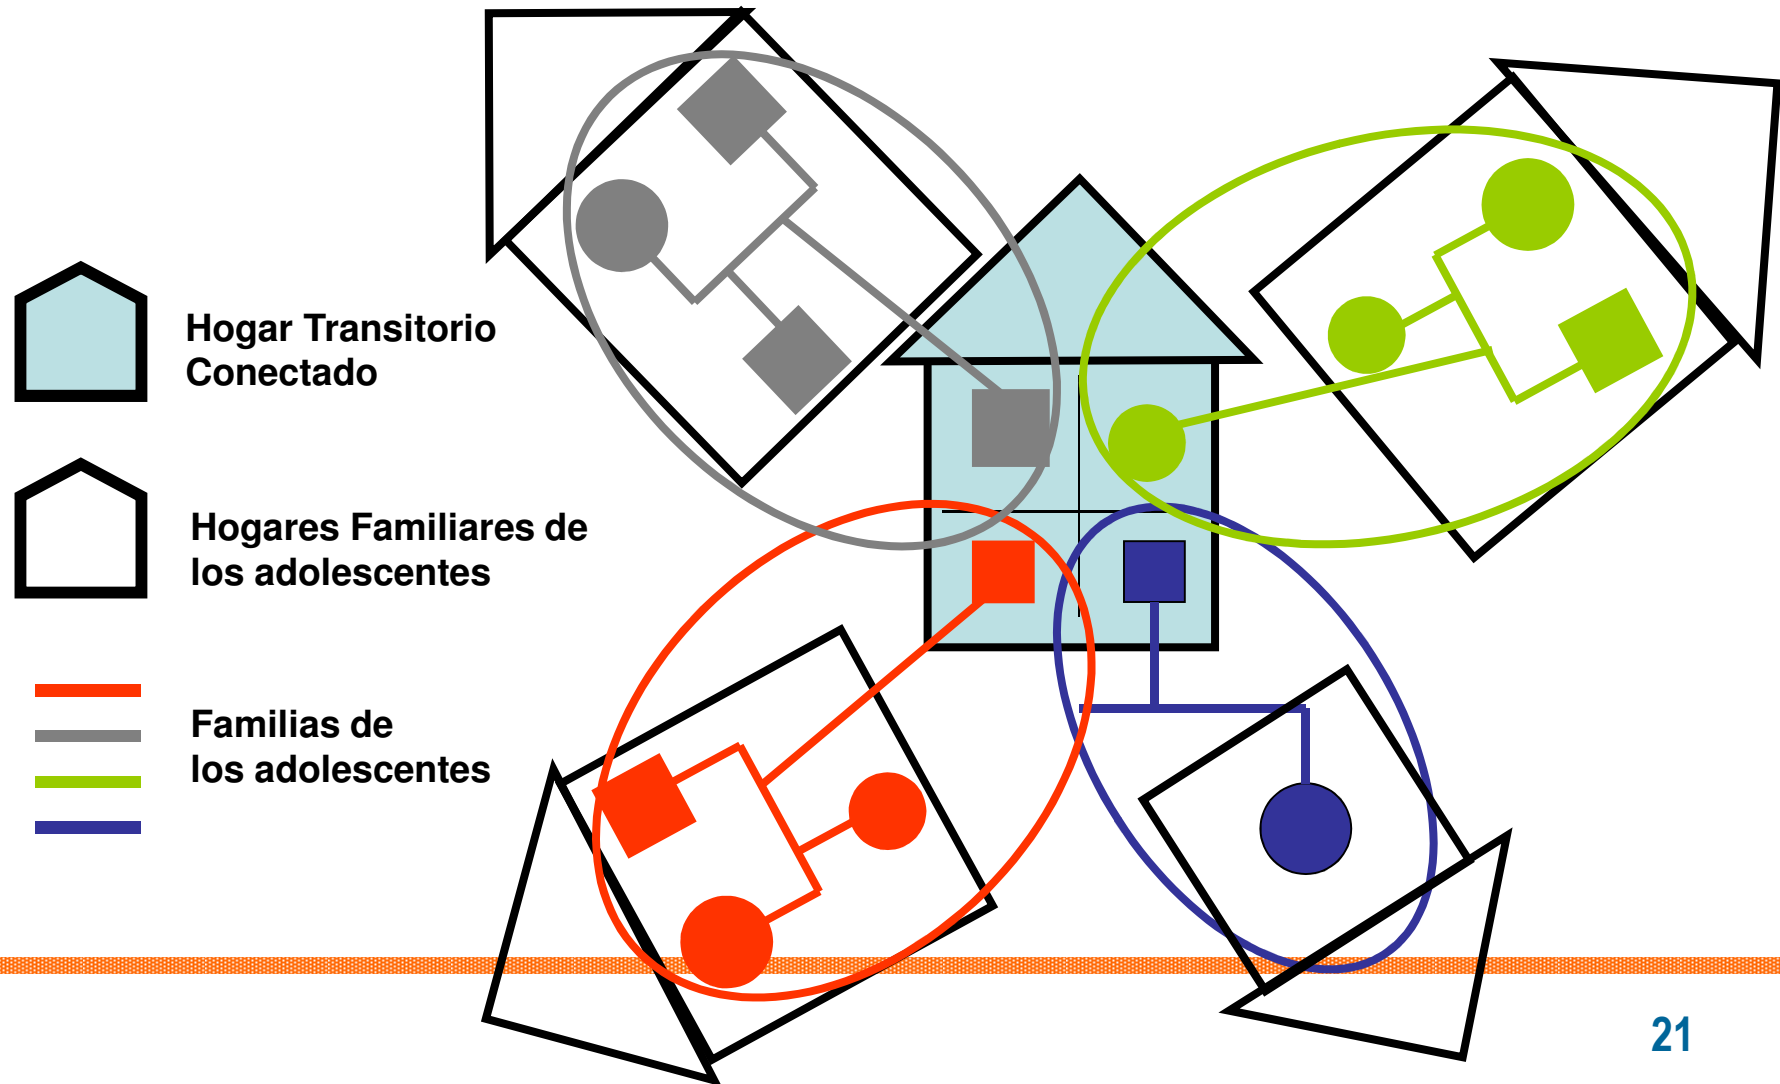 Hogar Transitorio
Conectado
Hogares Familiares de
los adolescentes
Familias de
los adolescentes
21